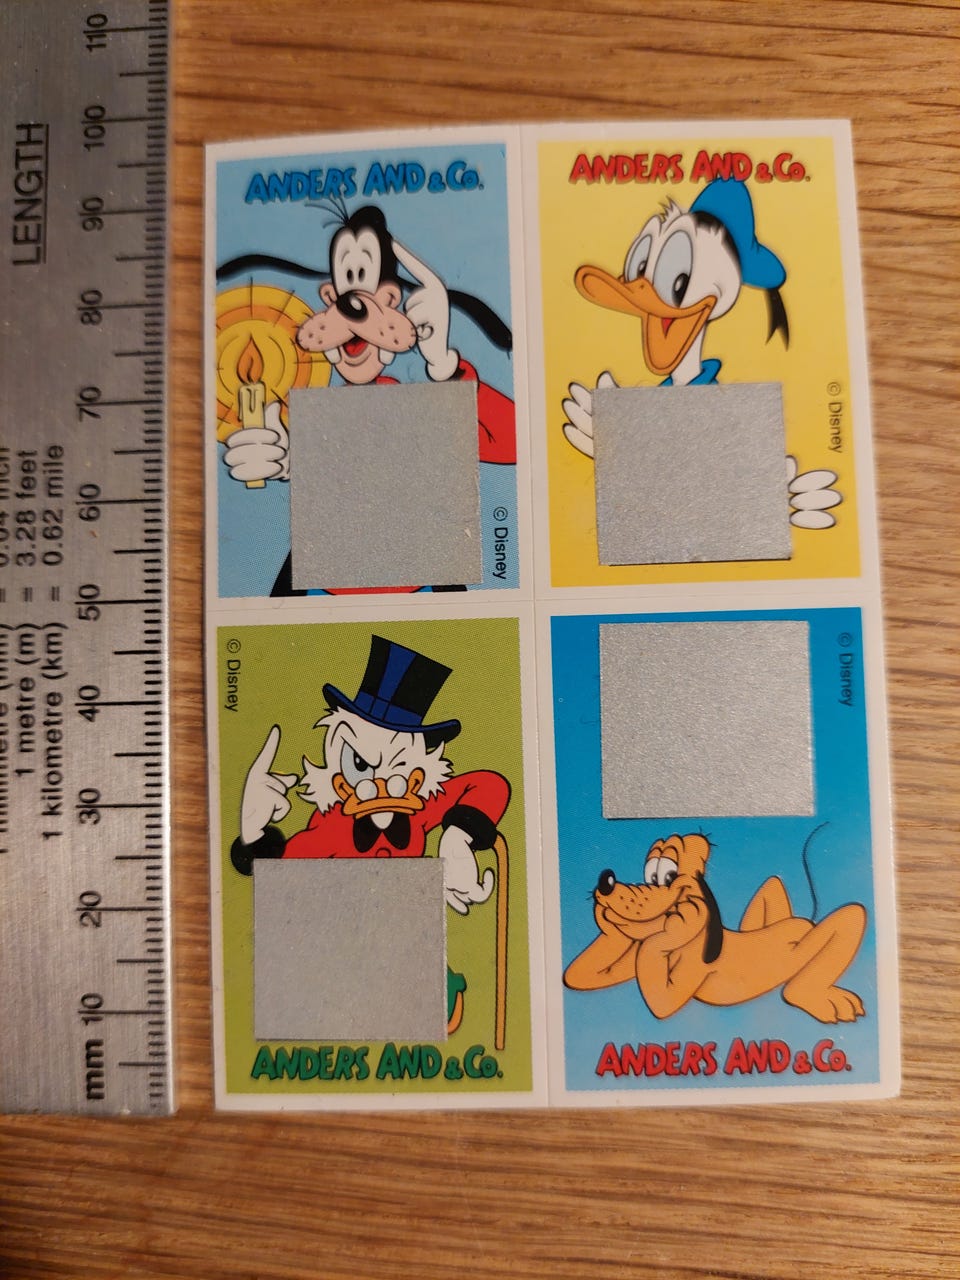 LENGTH
= 3.28 feet
= 0.62 mile
1 metre (m)
1 kilometre (km)
mm 10 20 30 40 50 60 70 80 90 100 110
ANDERS AND & Co.
© Disney
ANDERS AND & Co.
© Disney
© Disney
ANDERS AND & Co.
© Disney
ANDERS AND & Co.